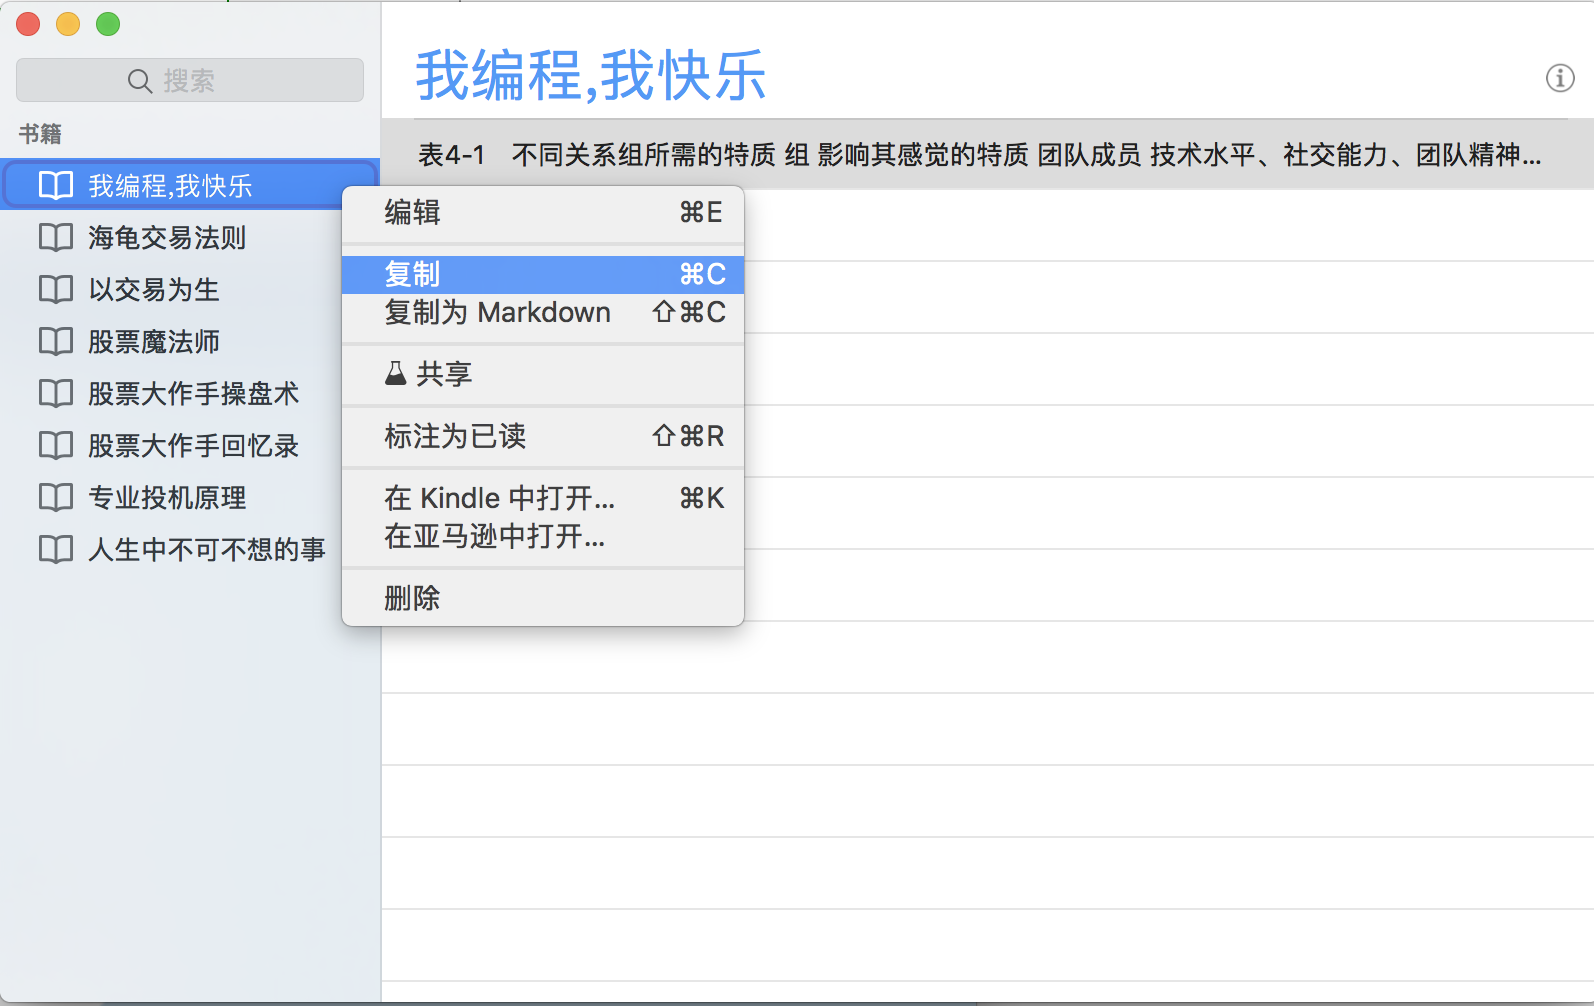 搜索
书籍
我编程,我快乐
海龟交易法则
以交易为生
股票魔法师
股票大作手操盘术
股票大作手回忆录
专业投机原理
人生中不可不想的事
我编程,我快乐
表4-1 不同关系组所需的特质 组 影响其感觉的特质 团队成员 技术水平、社交能力、团队精神...
编辑 ⌘E
复制 ⌘C
复制为 Markdown ⇧⌘C
共享
标注为已读 ⇧⌘R
在 Kindle 中打开... ⌘K
在亚马逊中打开...
删除